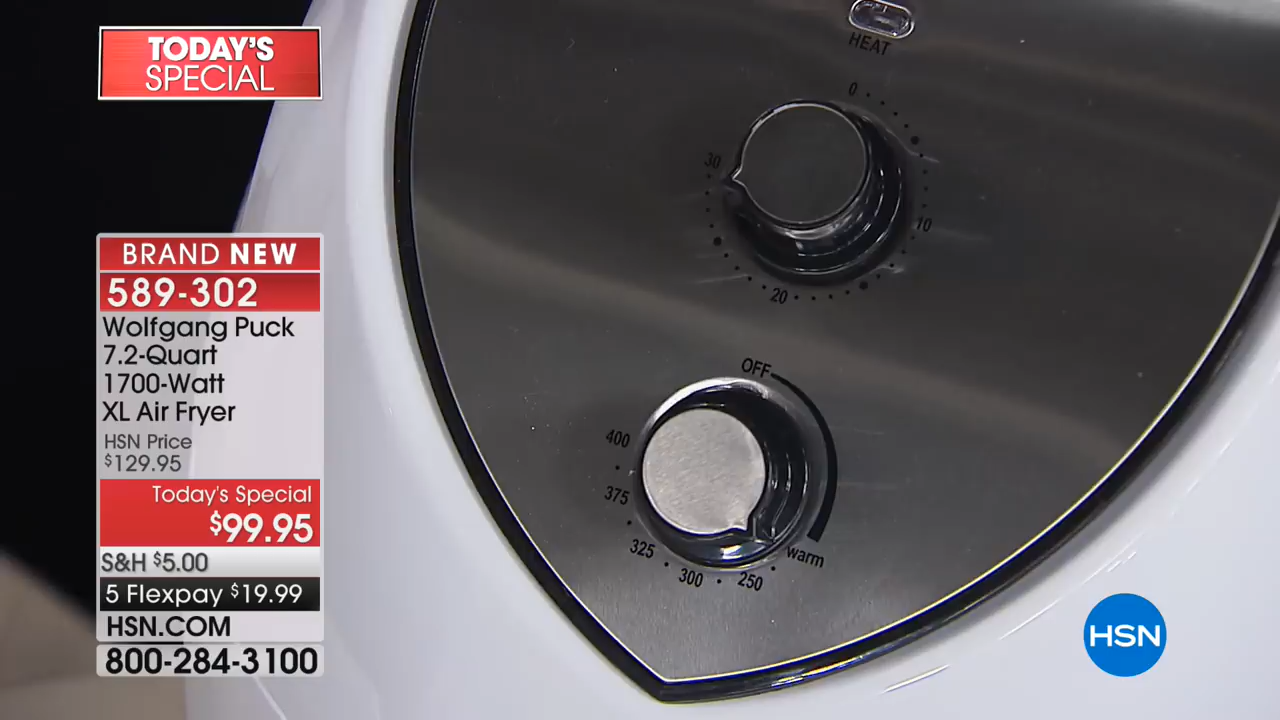 TODAY'S
SPECIAL
BRAND NEW
589-302
Wolfgang Puck
7.2-Quart
1700-Watt
XL Air Fryer
HSN Price
$129.95
Today's Special
$99.95
S&H $5.00
5 Flexpay $19.99
HSN.COM
800-284-3100
HEAT
0
10
20
30
OFF
warm
250
300
325
375
400
HSN